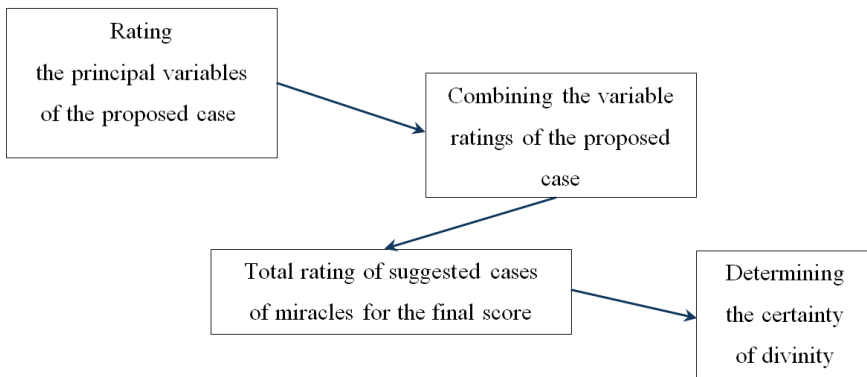 Rating
the principal variables
of the proposed case
Combining the variable
ratings of the proposed
case
Total rating of suggested cases
of miracles for the final score
Determining
the certainty
of divinity